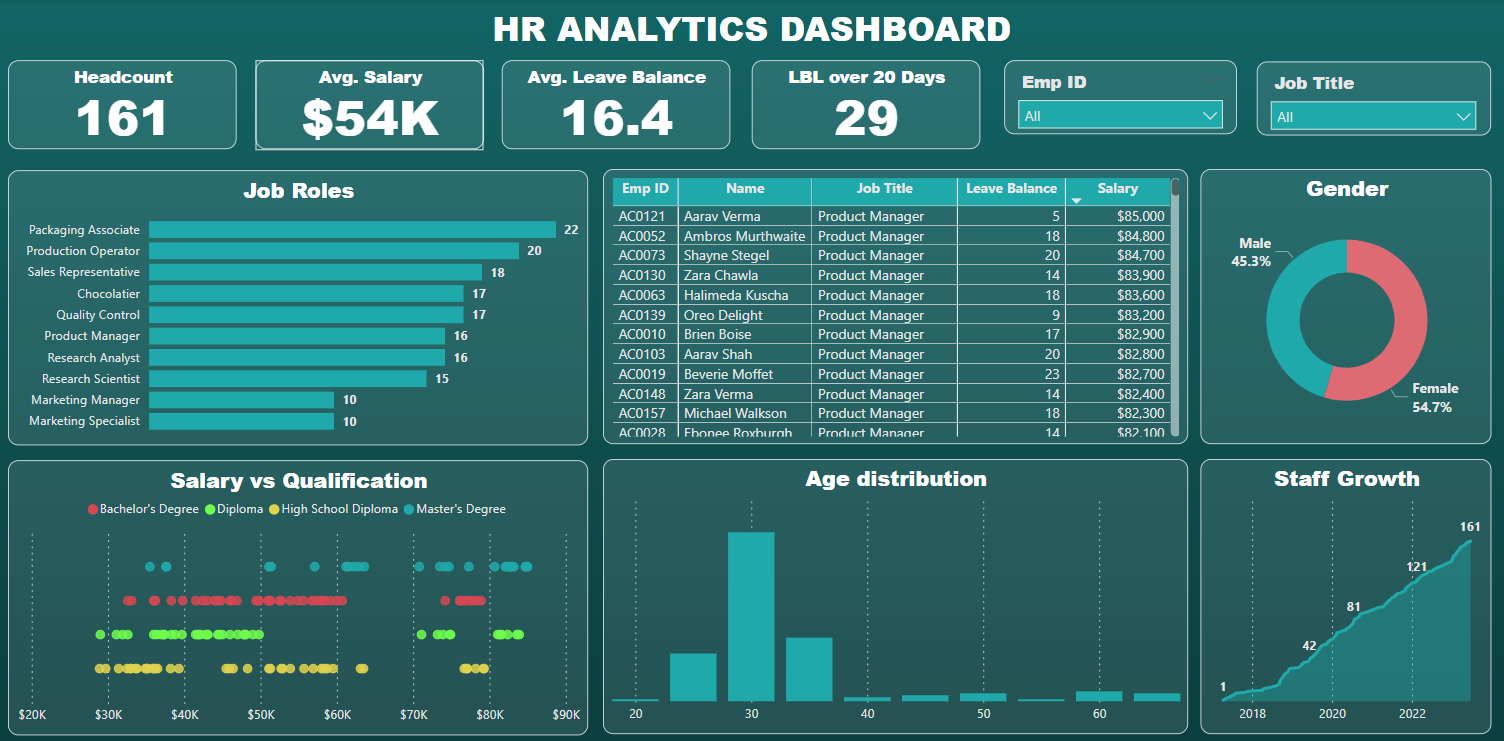 HR ANALYTICS DASHBOARD
Headcount
161
Avg. Salary
$54K
Avg. Leave Balance
16.4
LBL over 20 Days
29
Emp ID
All
Job Title
All
Job Roles
Packaging Associate 22
Production Operator 20
Sales Representative 18
Chocolatier 17
Quality Control 17
Product Manager 16
Research Analyst 16
Research Scientist 15
Marketing Manager 10
Marketing Specialist 10
Emp ID Name Job Title Leave Balance Salary
AC0121 Aarav Verma Product Manager 5 $85,000
AC0052 Ambros Murthwaite Product Manager 18 $84,800
AC0073 Shayne Stegel Product Manager 20 $84,700
AC0130 Zara Chawla Product Manager 14 $83,900
AC0063 Halimeda Kuscha Product Manager 18 $83,600
AC0139 Oreo Delight Product Manager 9 $83,200
AC0010 Brien Boise Product Manager 17 $82,900
AC0103 Aarav Shah Product Manager 20 $82,800
AC0019 Beverie Moffet Product Manager 23 $82,700
AC0148 Zara Verma Product Manager 14 $82,400
AC0157 Michael Walkson Product Manager 18 $82,300
AC0028 Ebonee Roxburgh Product Manager 14 $82,100
Gender
Male
45.3%
Female
54.7%
Salary vs Qualification
Bachelor's Degree Diploma High School Diploma Master's Degree
$20K $30K $40K $50K $60K $70K $80K $90K
Age distribution
20 30 40 50 60
Staff Growth
161
121
81
42
1
2018 2020 2022